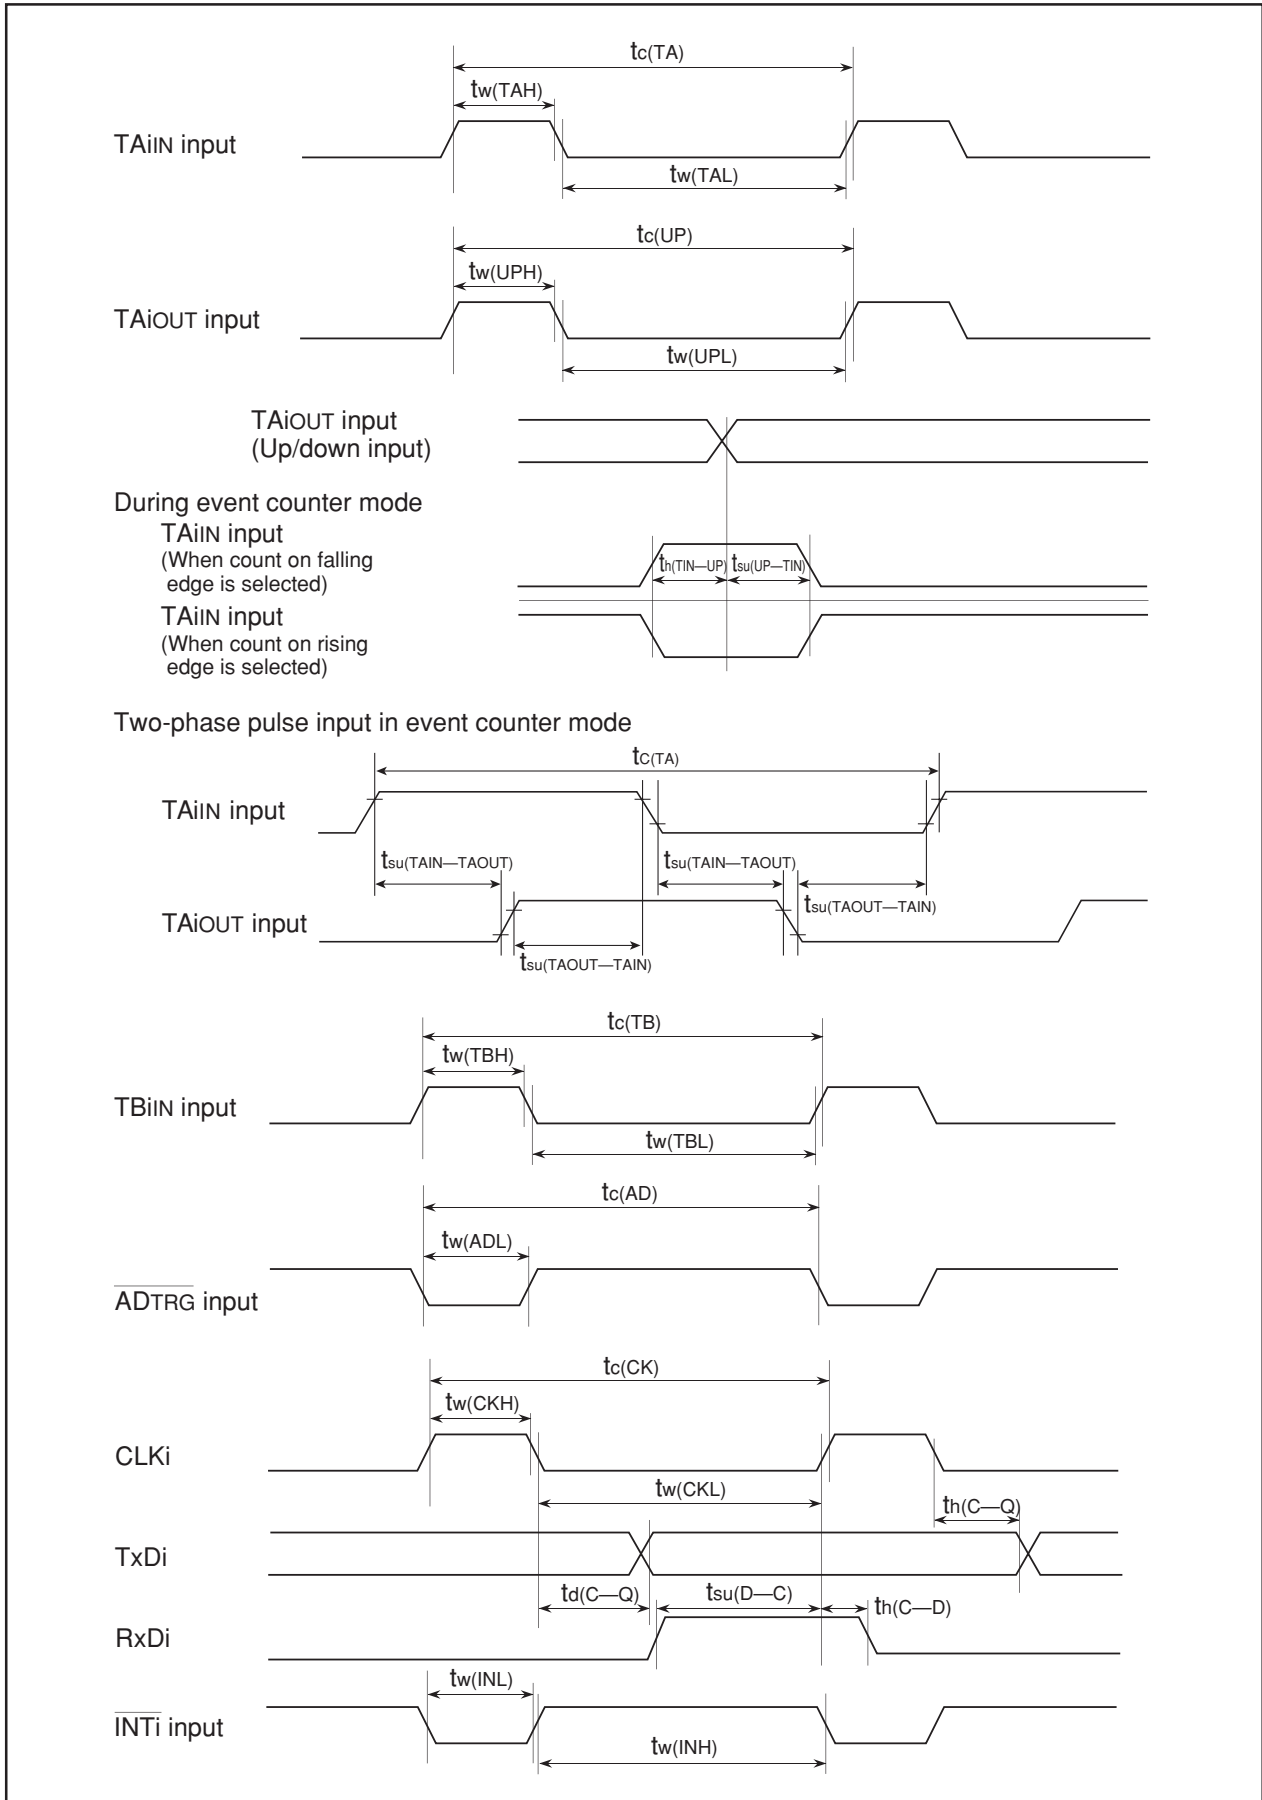 tc(TA)
tw(TAH)
TAiIN input
tw(TAL)
tc(UP)
tw(UPH)
TAiOUT input
tw(UPL)
TAiOUT input
(Up/down input)
During event counter mode
TAiIN input
(When count on falling
edge is selected)
th(TIN—UP) tsu(UP—TIN)
TAiIN input
(When count on rising
edge is selected)
Two-phase pulse input in event counter mode
tC(TA)
TAiIN input
tsu(TAIN—TAOUT) tsu(TAIN—TAOUT)
tsu(TAOUT—TAIN)
TAiOUT input
tsu(TAOUT—TAIN)
tc(TB)
tw(TBH)
TBiIN input
tw(TBL)
tc(AD)
tw(ADL)
ADTRG input
tc(CK)
tw(CKH)
CLKi
tw(CKL)
th(C—Q)
TxDi
td(C—Q) tsu(D—C) th(C—D)
RxDi
tw(INL)
INTi input
tw(INH)